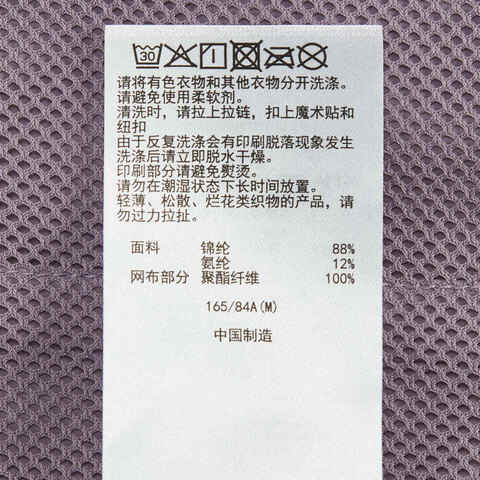 30
请将有色衣物和其他衣物分开洗涤。
请避免使用柔软剂。
清洗时，请拉上拉链，扣上魔术贴和
纽扣
由于反复洗涤会有印刷脱落现象发生
洗涤后请立即脱水干燥。
印刷部分请避免熨烫。
请勿在潮湿状态下长时间放置。
轻薄、松散、烂花类织物的产品，请
勿过力拉扯。
面料 锦纶 88%
氨纶 12%
网布部分 聚酯纤维 100%
165/84A(M)
中国制造